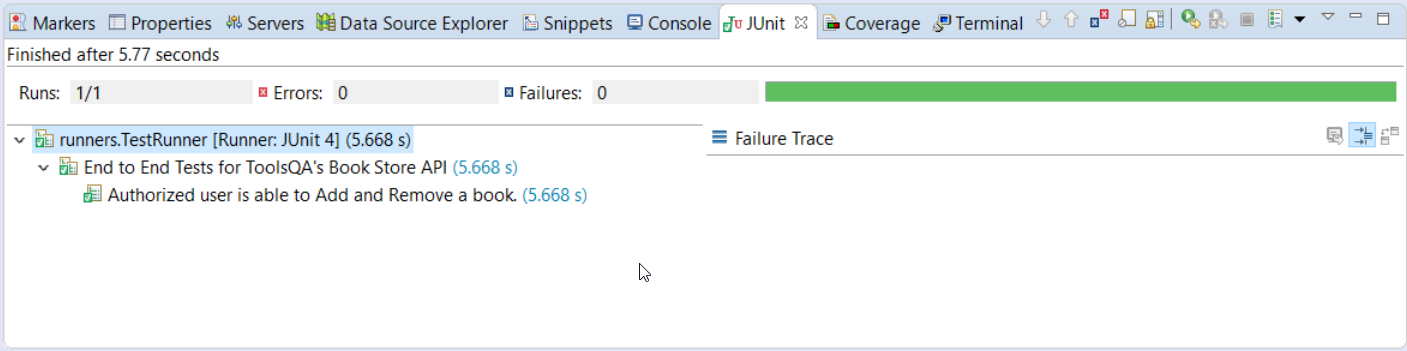 Markers Properties Servers Data Source Explorer Snippets Console JUnit Coverage Terminal
Finished after 5.77 seconds
Runs: 1/1 Errors: 0 Failures: 0
runners.TestRunner [Runner: JUnit 4] (5.668 s)
Failure Trace
End to End Tests for ToolsQA's Book Store API (5.668 s)
Authorized user is able to Add and Remove a book. (5.668 s)